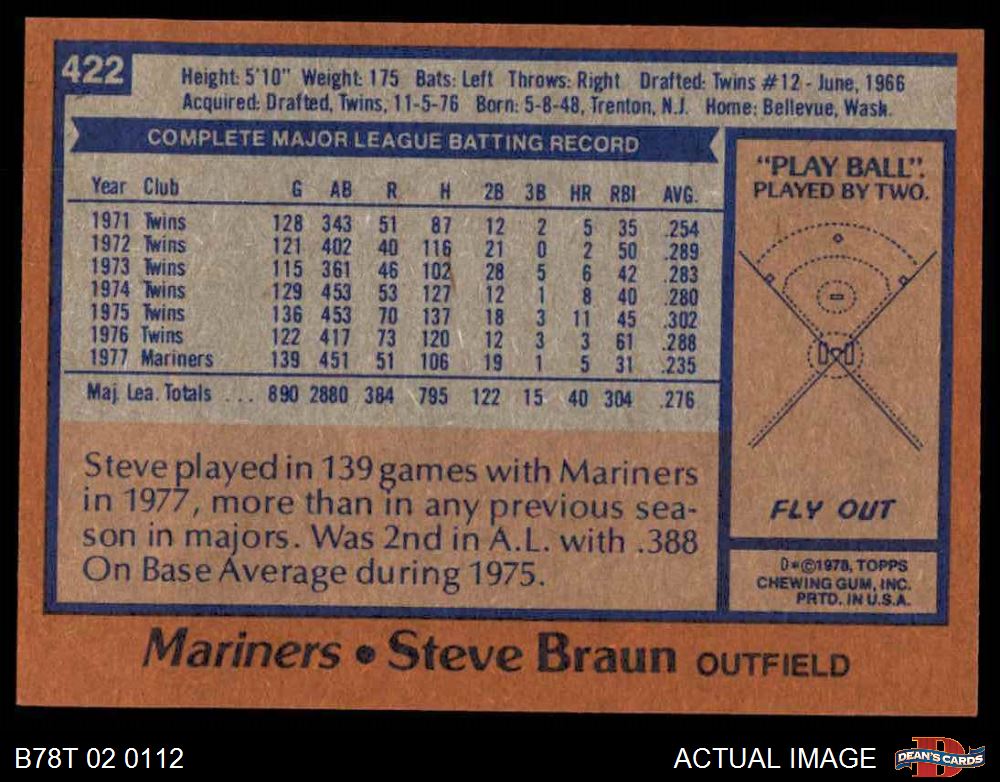 422
Height: 5'10" Weight: 175 Bats: Left Throws: Right Drafted: Twins #12 - June, 1966
Acquired: Drafted, Twins, 11-5-76 Born: 5-8-48, Trenton, N.J. Home: Bellevue, Wash.
COMPLETE MAJOR LEAGUE BATTING RECORD
Year Club G AB R H 2B 3B HR RBI AVG.
1971 Twins 128 343 51 87 12 2 5 35 .254
1972 Twins 121 402 40 116 21 0 2 50 .289
1973 Twins 115 361 46 102 28 5 6 42 .283
1974 Twins 129 453 53 127 12 1 8 40 .280
1975 Twins 136 453 70 137 18 3 11 45 .302
1976 Twins 122 417 73 120 12 3 3 61 .288
1977 Mariners 139 451 51 106 19 1 5 31 .235
Maj. Lea. Totals ... 890 2880 384 795 122 15 40 304 .276
Steve played in 139 games with Mariners
in 1977, more than in any previous sea-
son in majors. Was 2nd in A.L. with .388
On Base Average during 1975.
"PLAY BALL":
PLAYED BY TWO.
FLY OUT
D*©1978, TOPPS
CHEWING GUM, INC.
PRTD. IN U.S.A.
Mariners • Steve Braun OUTFIELD
B78T 02 0112
ACTUAL IMAGE
D
DEAN'S CARDS